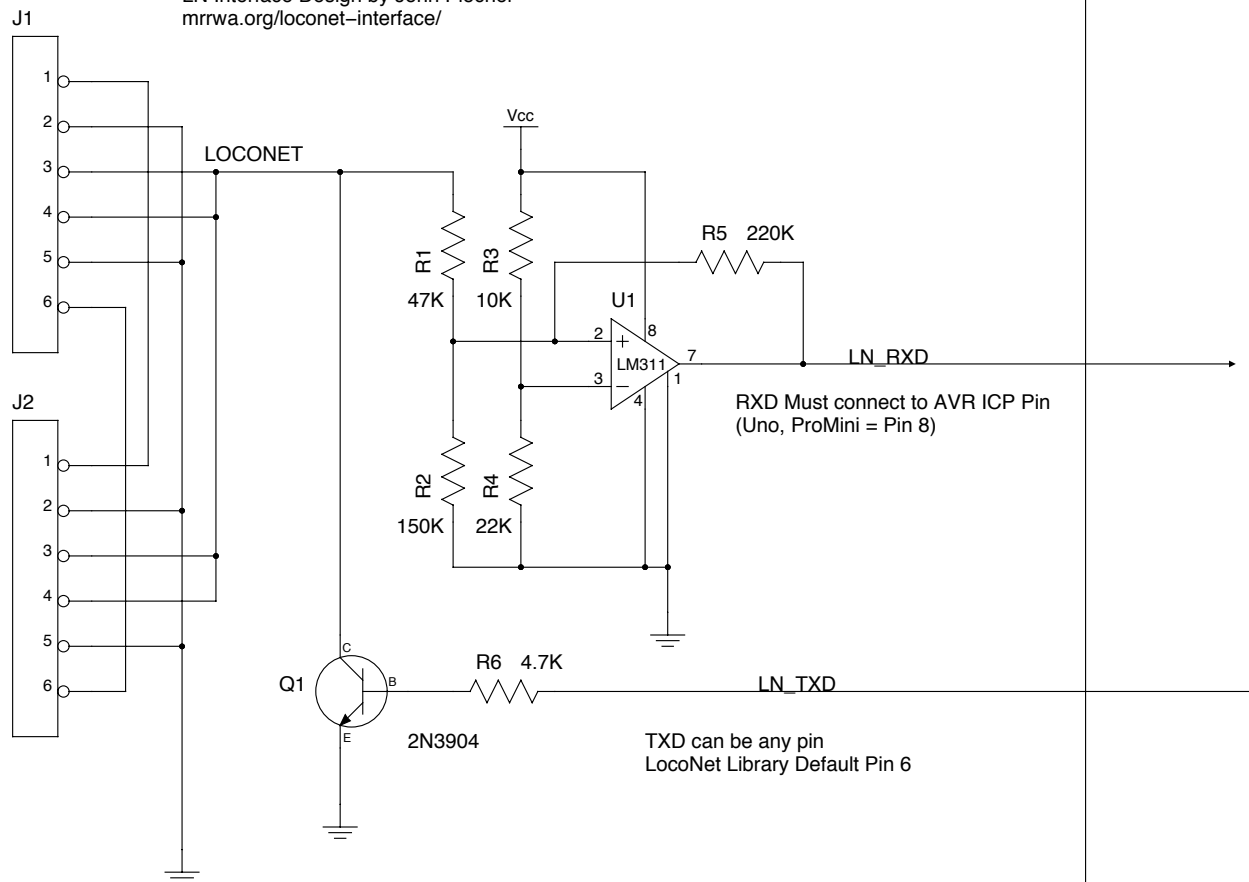 mrrwa.org/loconet–interface/
J1
1
2
3
4
5
6
LOCONET
Vcc
R1
47K
R3
10K
R5 220K
U1
2
3
8
LM311
7
1
4
LN_RXD
RXD Must connect to AVR ICP Pin
(Uno, ProMini = Pin 8)
R2
150K
R4
22K
J2
1
2
3
4
5
6
Q1
C
B
E
2N3904
R6 4.7K
LN_TXD
TXD can be any pin
LocoNet Library Default Pin 6